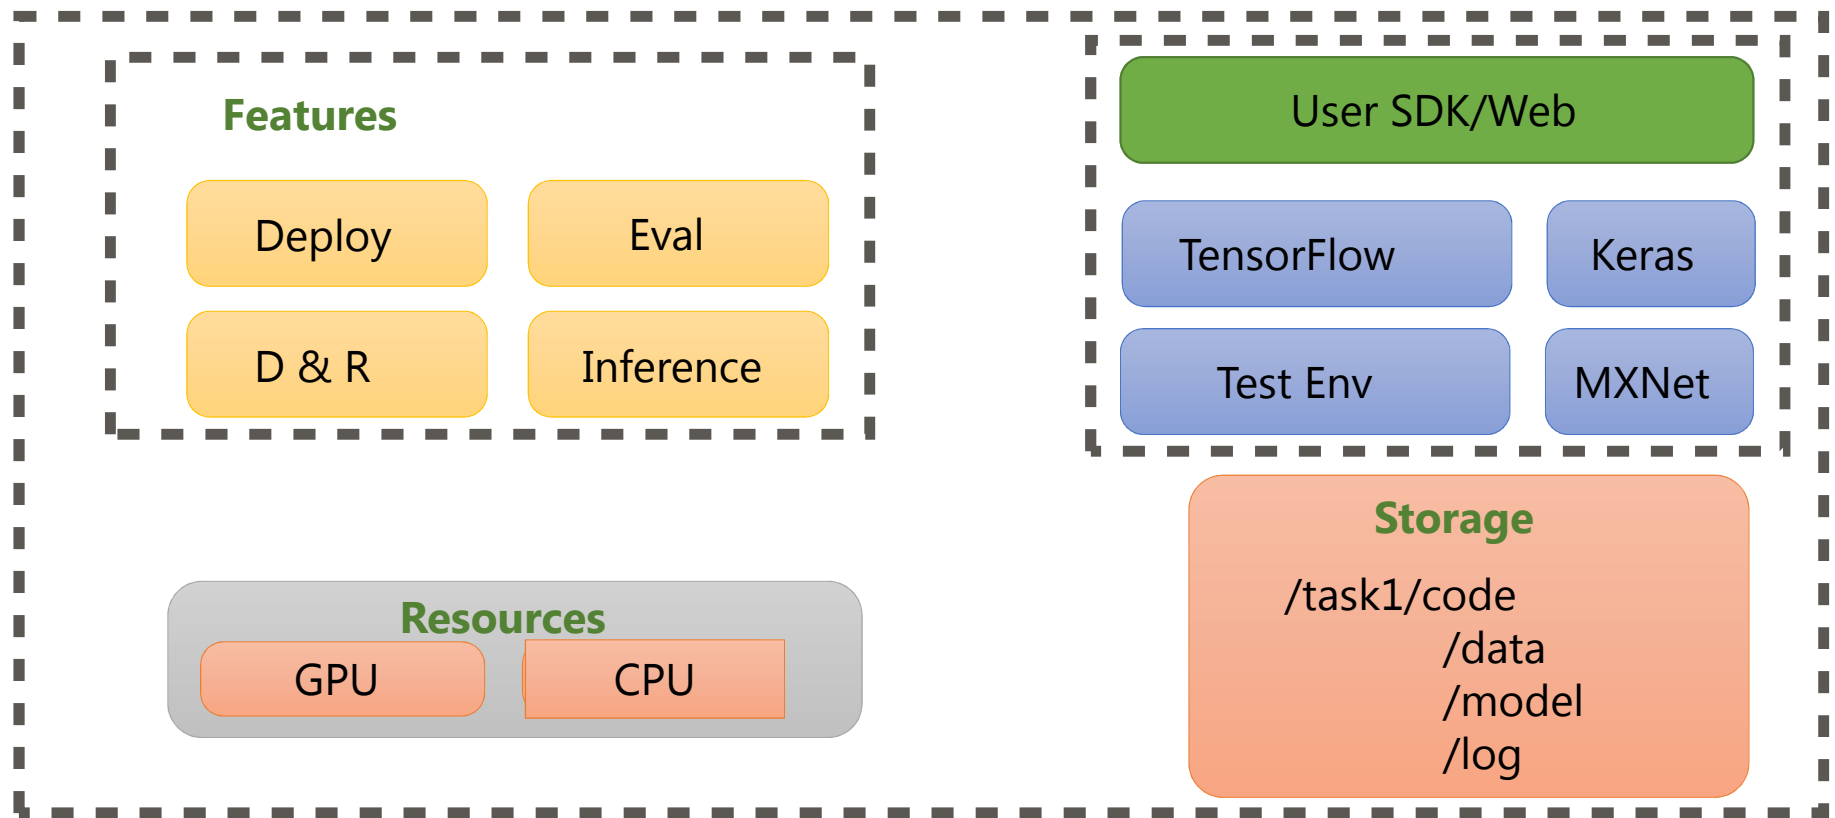 Features
Deploy
Eval
D & R
Inference
User SDK/Web
TensorFlow
Keras
Test Env
MXNet
Resources
GPU
CPU
Storage
/task1/code
/data
/model
/log